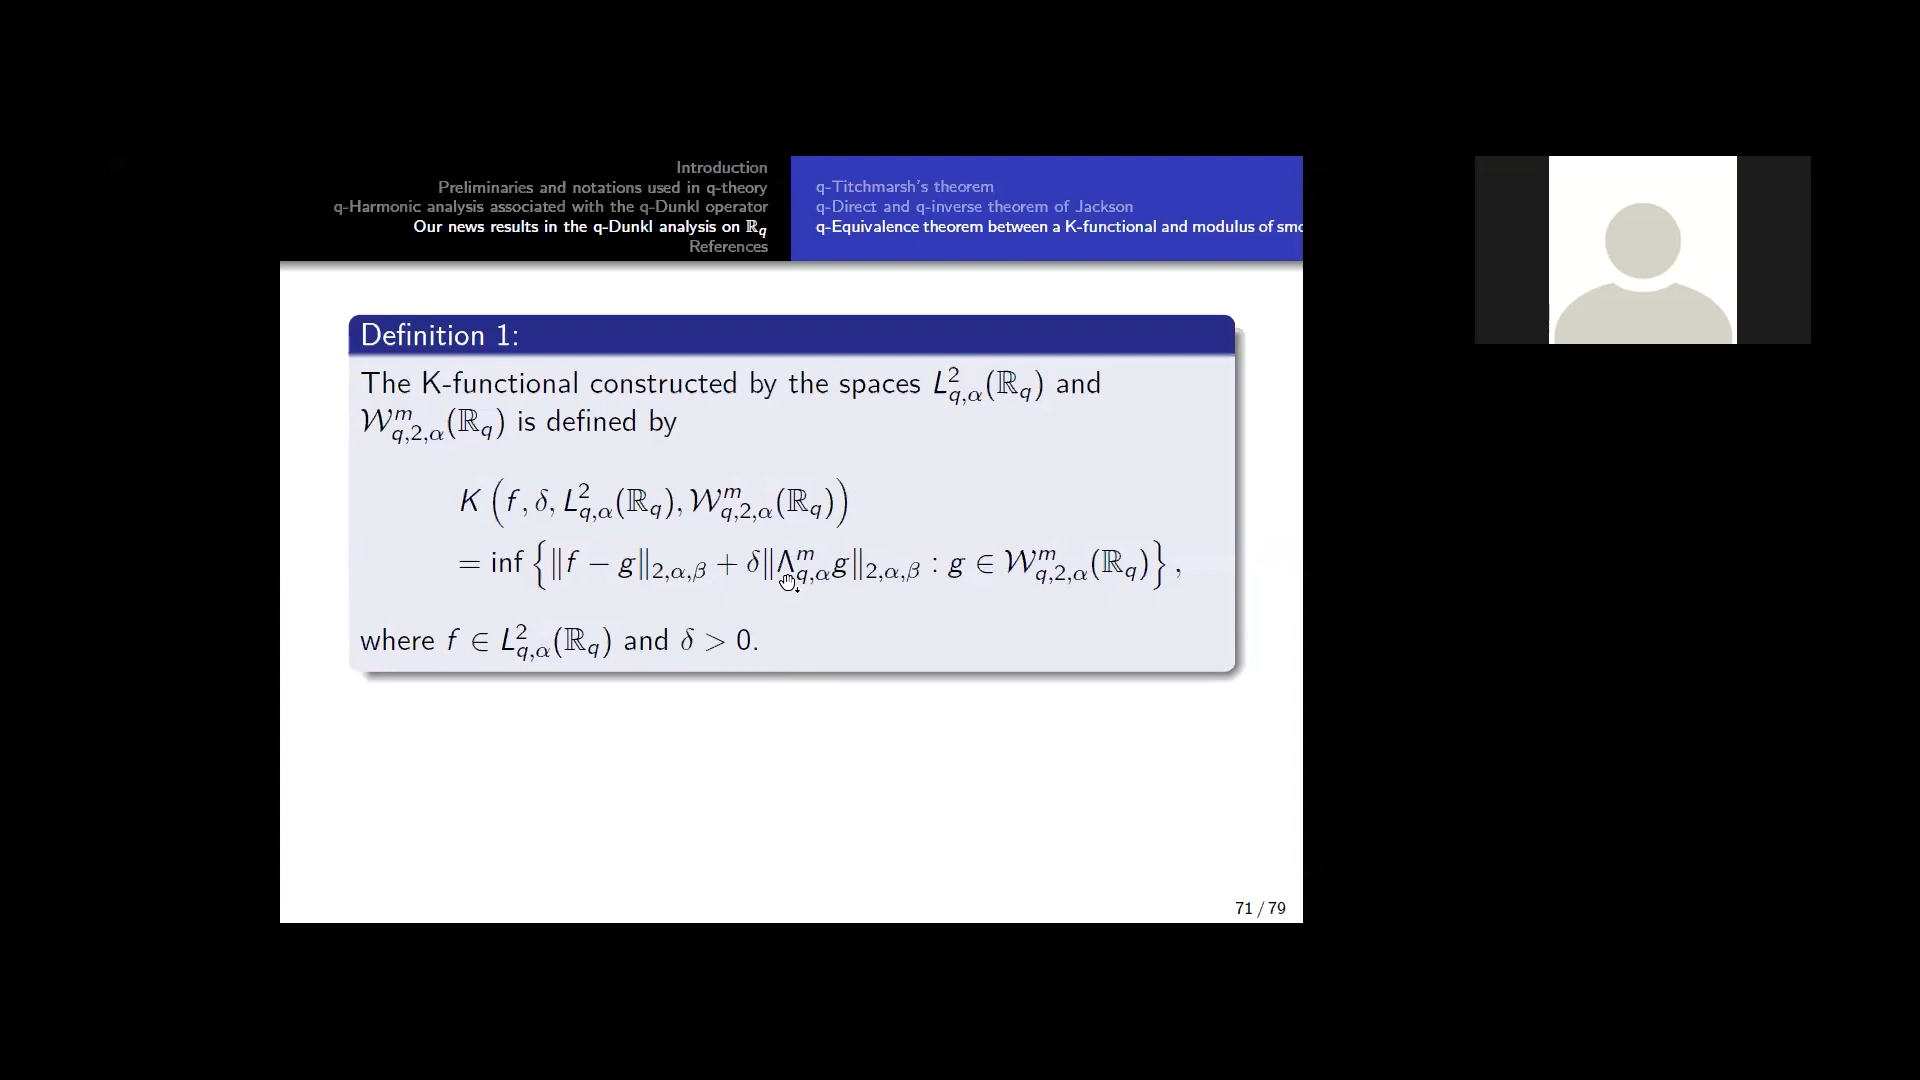 Introduction
Preliminaries and notations used in q-theory
q-Harmonic analysis associated with the q-Dunkl operator
Our news results in the q-Dunkl analysis on ℝ_q
References
q-Titchmarsh's theorem
q-Direct and q-inverse theorem of Jackson
q-Equivalence theorem between a K-functional and modulus of smo
Definition 1:
The K-functional constructed by the spaces L²_{q,α}(ℝ_q) and
𝒲^m_{q,2,α}(ℝ_q) is defined by
K (f, δ, L²_{q,α}(ℝ_q), 𝒲^m_{q,2,α}(ℝ_q))
= inf {‖f − g‖_{2,α,β} + δ‖Λ^m_{q,α}g‖_{2,α,β} : g ∈ 𝒲^m_{q,2,α}(ℝ_q)},
where f ∈ L²_{q,α}(ℝ_q) and δ > 0.
71 / 79